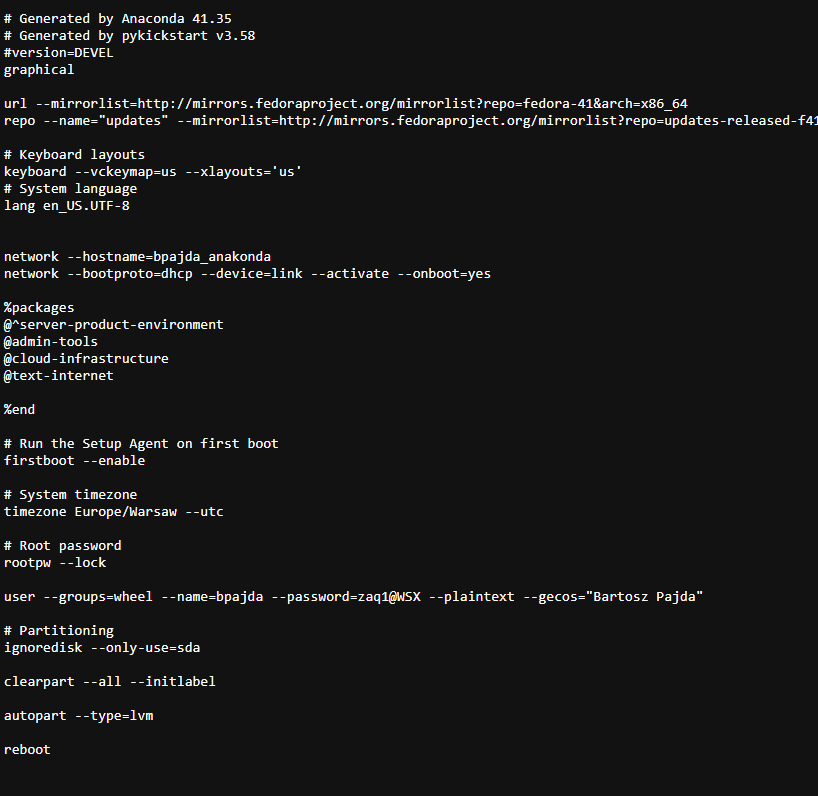 # Generated by Anaconda 41.35
# Generated by pykickstart v3.58
#version=DEVEL
graphical
url --mirrorlist=http://mirrors.fedoraproject.org/mirrorlist?repo=fedora-41&arch=x86_64
repo --name="updates" --mirrorlist=http://mirrors.fedoraproject.org/mirrorlist?repo=updates-released-f41
# Keyboard layouts
keyboard --vckeymap=us --xlayouts='us'
# System language
lang en_US.UTF-8
network --hostname=bpajda_anakonda
network --bootproto=dhcp --device=link --activate --onboot=yes
%packages
@^server-product-environment
@admin-tools
@cloud-infrastructure
@text-internet
%end
# Run the Setup Agent on first boot
firstboot --enable
# System timezone
timezone Europe/Warsaw --utc
# Root password
rootpw --lock
user --groups=wheel --name=bpajda --password=zaq1@WSX --plaintext --gecos="Bartosz Pajda"
# Partitioning
ignoredisk --only-use=sda
clearpart --all --initlabel
autopart --type=lvm
reboot